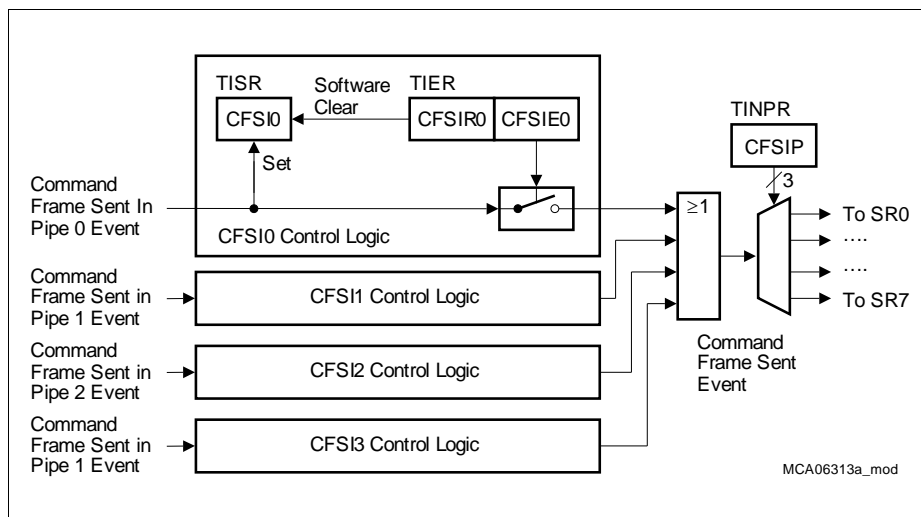 TISR
Software
Clear
TIER
CFSI0
CFSIR0
CFSIE0
Set
TINPR
CFSIP
3
Command
Frame Sent In
Pipe 0 Event
CFSI0 Control Logic
≥1
To SR0
....
....
To SR7
Command
Frame Sent in
Pipe 1 Event
CFSI1 Control Logic
Command
Frame Sent in
Pipe 2 Event
CFSI2 Control Logic
Command
Frame Sent
Event
Command
Frame Sent in
Pipe 1 Event
CFSI3 Control Logic
MCA06313a_mod